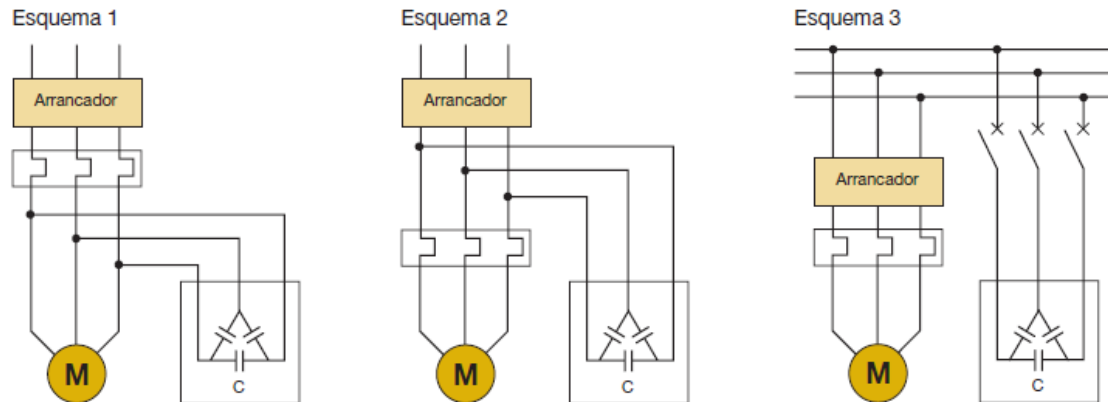 Esquema 1
Esquema 2
Esquema 3
Arrancador
Arrancador
Arrancador
M
C
M
C
M
C